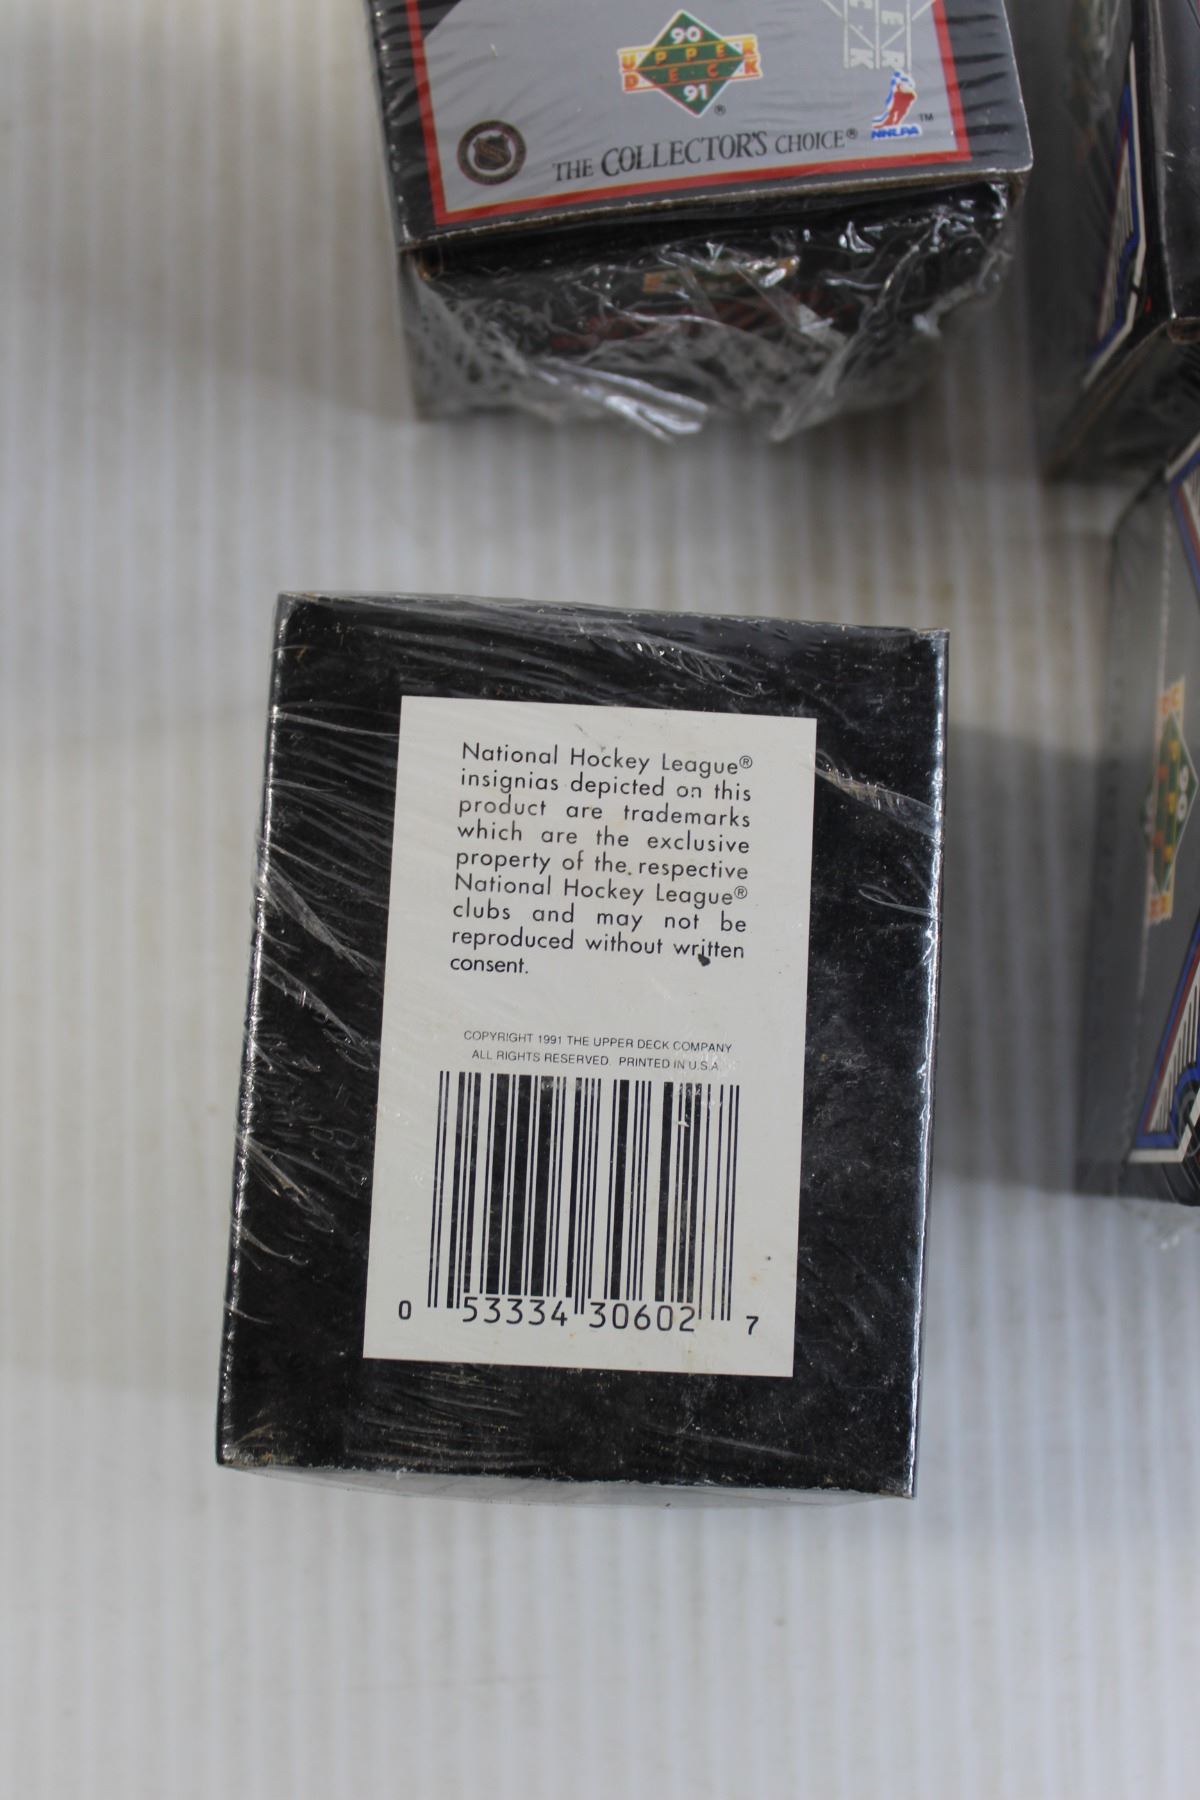 90
UPPER
DECK
91
®
NHLPA
TM
THE COLLECTOR'S CHOICE®
National Hockey League®
insignias depicted on this
product are trademarks
which are the exclusive
property of the respective
National Hockey League®
clubs and may not be
reproduced without written
consent.
COPYRIGHT 1991 THE UPPER DECK COMPANY
ALL RIGHTS RESERVED. PRINTED IN U.S.A.
0 53334 30602 7
90